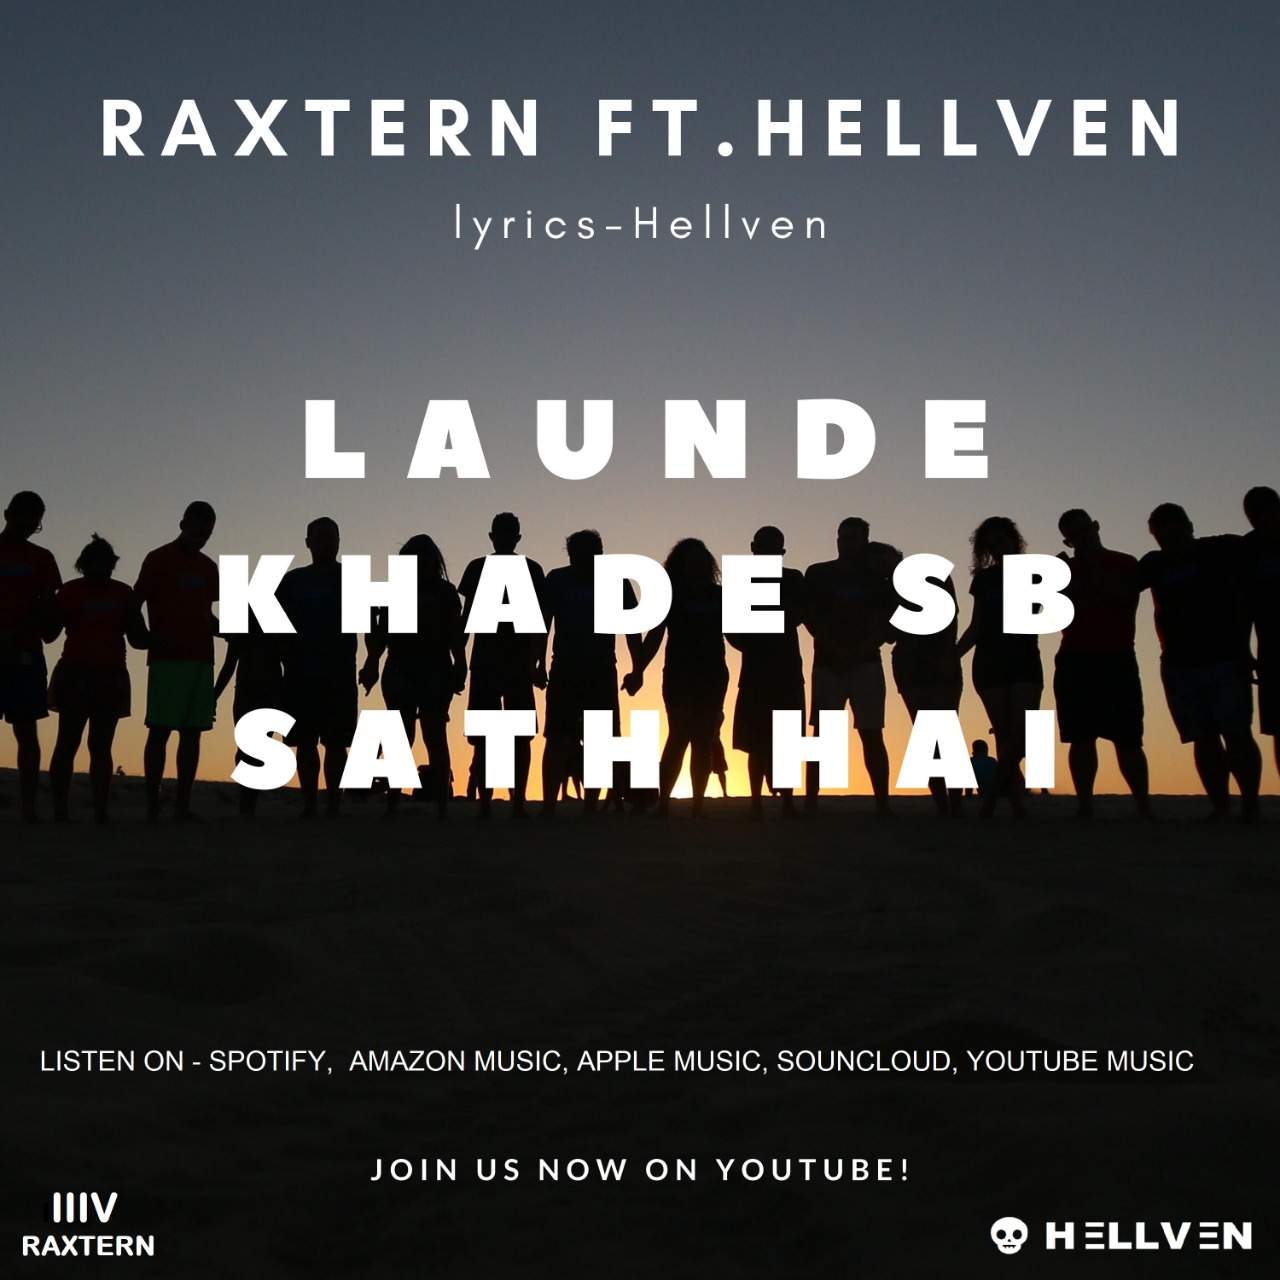 RAXTERN FT.HELLVEN
lyrics-Hellven
LAUNDE
KHADE SB
SATH HAI
LISTEN ON - SPOTIFY,  AMAZON MUSIC, APPLE MUSIC, SOUNCLOUD, YOUTUBE MUSIC
JOIN US NOW ON YOUTUBE!
IIIV
RAXTERN
HELLVEN